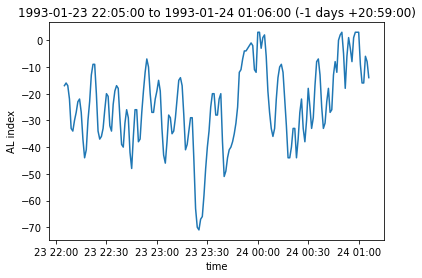 1993-01-23 22:05:00 to 1993-01-24 01:06:00 (-1 days +20:59:00)
0
−10
−20
−30
−40
−50
−60
−70
AL index
23 22:00 23 22:30 23 23:00 23 23:30 24 00:00 24 00:30 24 01:00
time